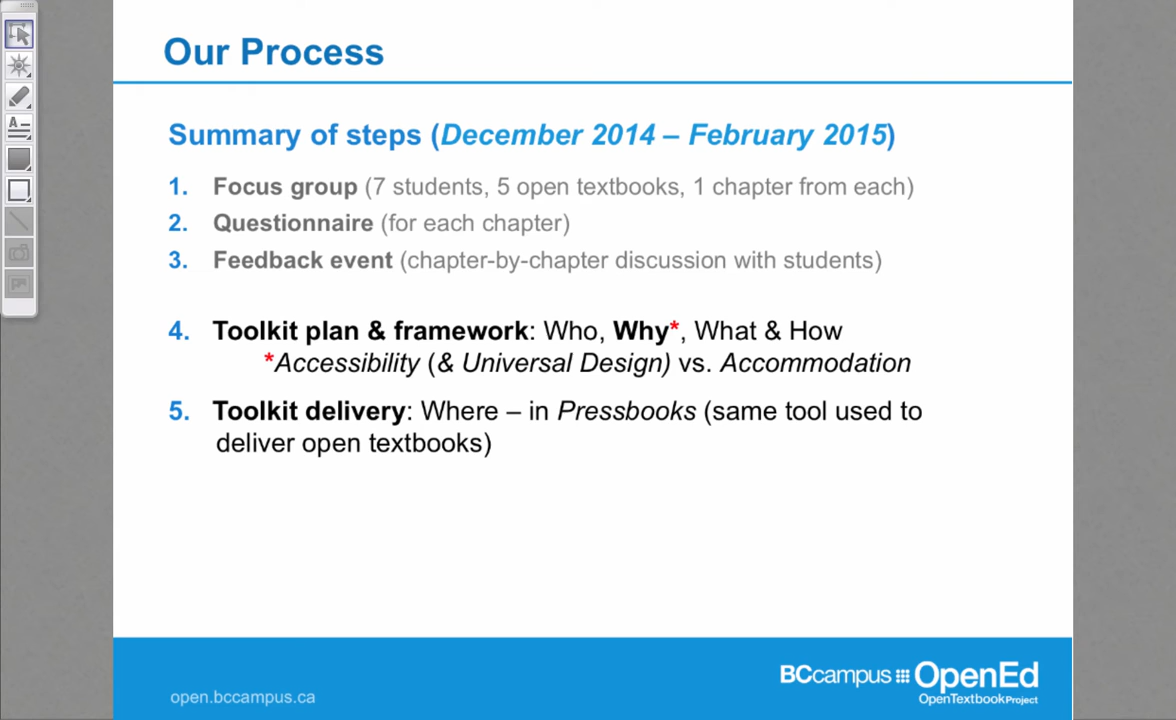 Our Process
Summary of steps (December 2014 – February 2015)
1. Focus group (7 students, 5 open textbooks, 1 chapter from each)
2. Questionnaire (for each chapter)
3. Feedback event (chapter-by-chapter discussion with students)
4. Toolkit plan & framework: Who, Why*, What & How
*Accessibility (& Universal Design) vs. Accommodation
5. Toolkit delivery: Where – in Pressbooks (same tool used to
deliver open textbooks)
open.bccampus.ca
BCcampus OpenEd
OpenTextbookProject
A